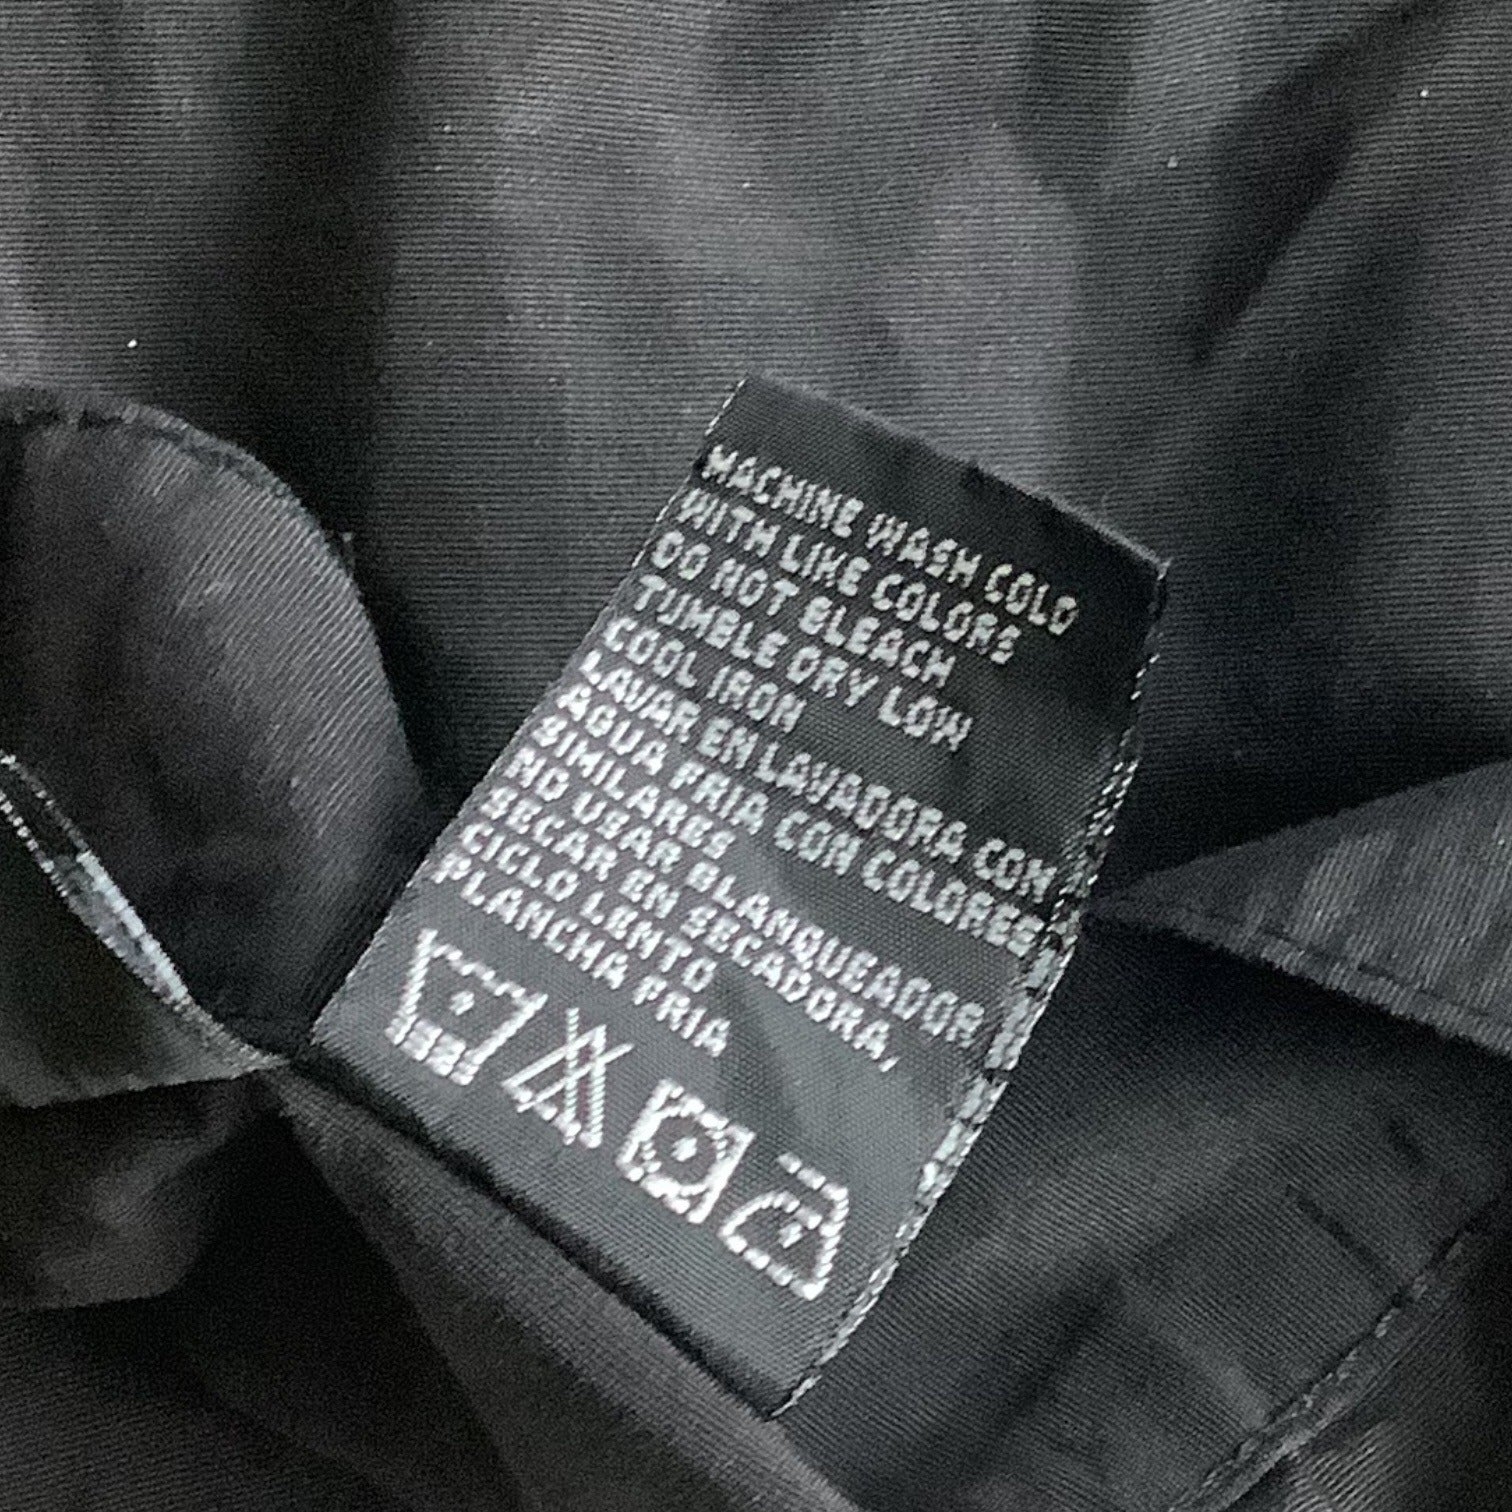 MACHINE WASH COLD
WITH LIKE COLORS
DO NOT BLEACH
TUMBLE DRY LOW
COOL IRON
LAVAR EN LAVADORA CON
AGUA FRIA CON COLORES
SIMILARES
NO USAR BLANQUEADOR
SECAR EN SECADORA,
CICLO LENTO
PLANCHA FRIA